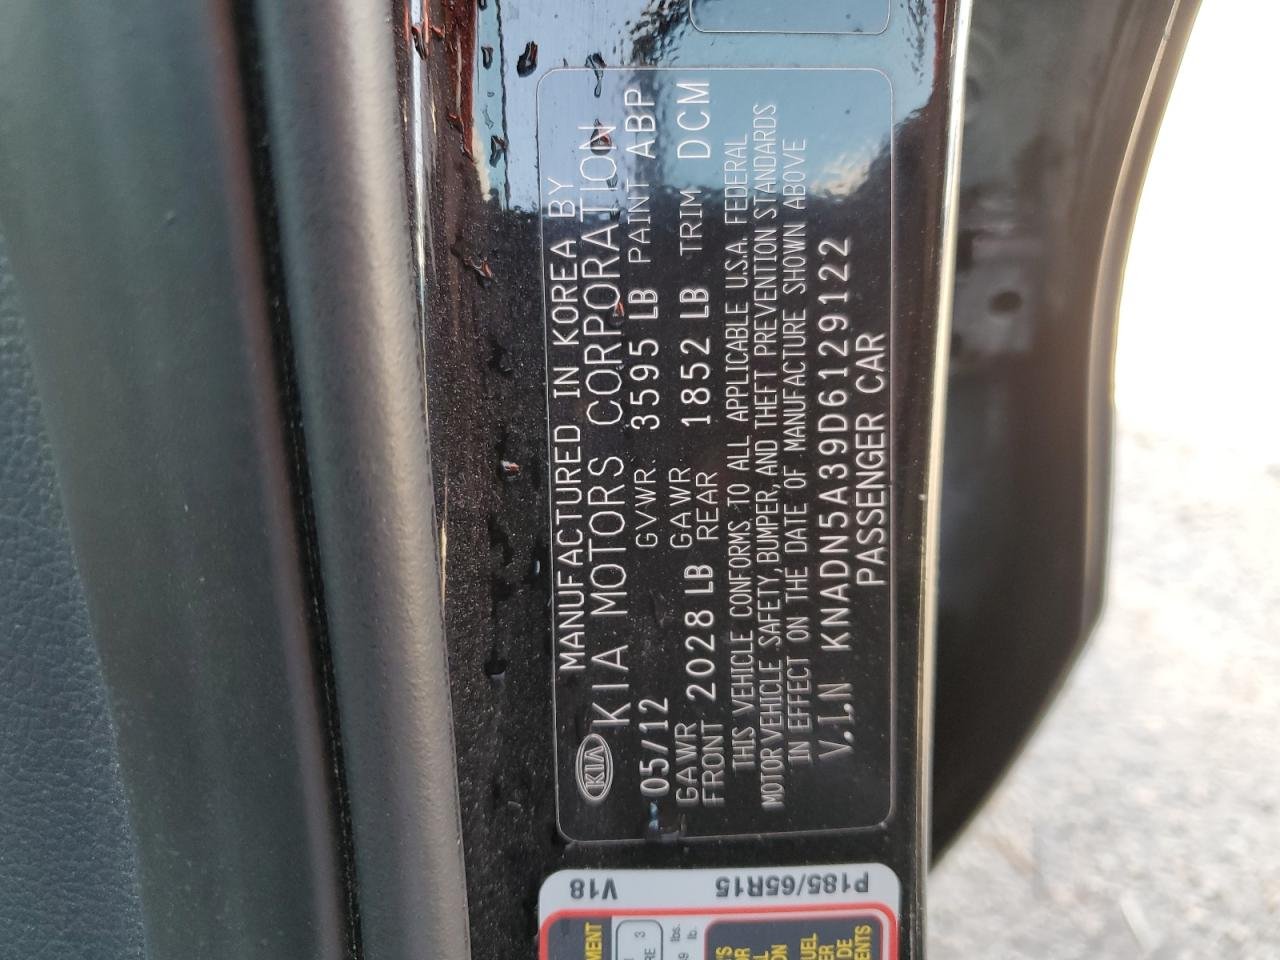 MANUFACTURED IN KOREA BY
KIA KIA MOTORS CORPORATION
05/12 GVWR. 3595 LB PAINT ABP
GAWR FRONT 2028 LB GAWR REAR 1852 LB TRIM DCM
THIS VEHICLE CONFORMS TO ALL APPLICABLE U.S.A. FEDERAL
MOTOR VEHICLE SAFETY, BUMPER, AND THEFT PREVENTION STANDARDS
IN EFFECT ON THE DATE OF MANUFACTURE SHOWN ABOVE
V.I.N KNADN5A39D6129122
PASSENGER CAR
P185/65R15
V18